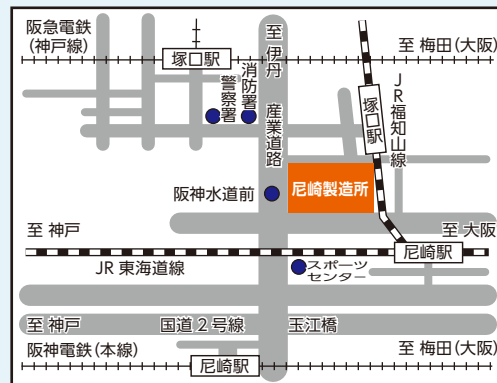 阪急電鉄
(神戸線)
塚口駅
至 伊丹
至 梅田(大阪)
消防署
警察署
産業道路
塚口駅
JR福知山線
阪神水道前
尼崎製造所
至 神戸
至 大阪
尼崎駅
JR 東海道線
スポーツ
センター
至 神戸
国道2号線
玉江橋
阪神電鉄(本線)
尼崎駅
至 梅田(大阪)